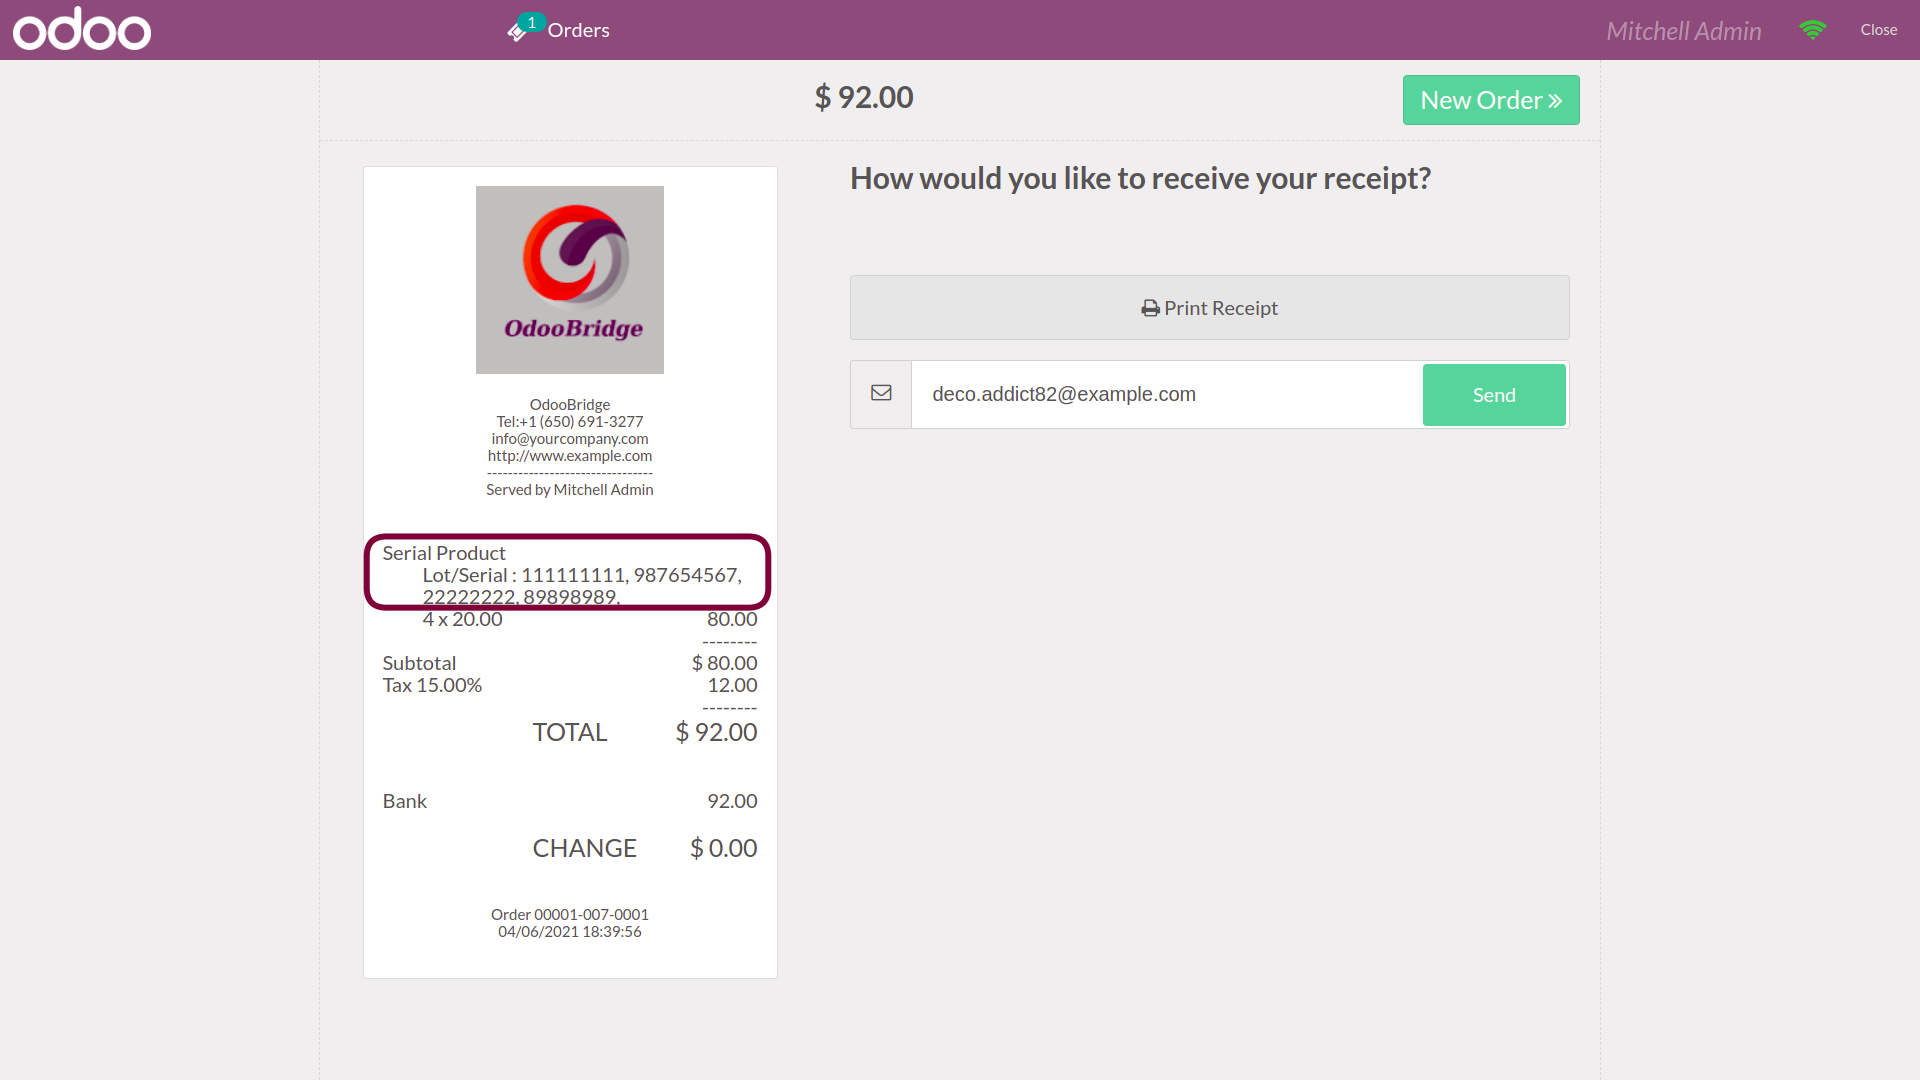 odoo
1 Orders
Mitchell Admin
Close
$ 92.00
New Order
OdooBridge
OdooBridge
Tel:+1 (650) 691-3277
info@yourcompany.com
http://www.example.com
--------------------------------
Served by Mitchell Admin
Serial Product
Lot/Serial : 111111111, 987654567,
22222222, 89898989,
4 x 20.00 80.00
--------
Subtotal $ 80.00
Tax 15.00% 12.00
--------
TOTAL $ 92.00
Bank 92.00
CHANGE $ 0.00
Order 00001-007-0001
04/06/2021 18:39:56
How would you like to receive your receipt?
Print Receipt
deco.addict82@example.com
Send